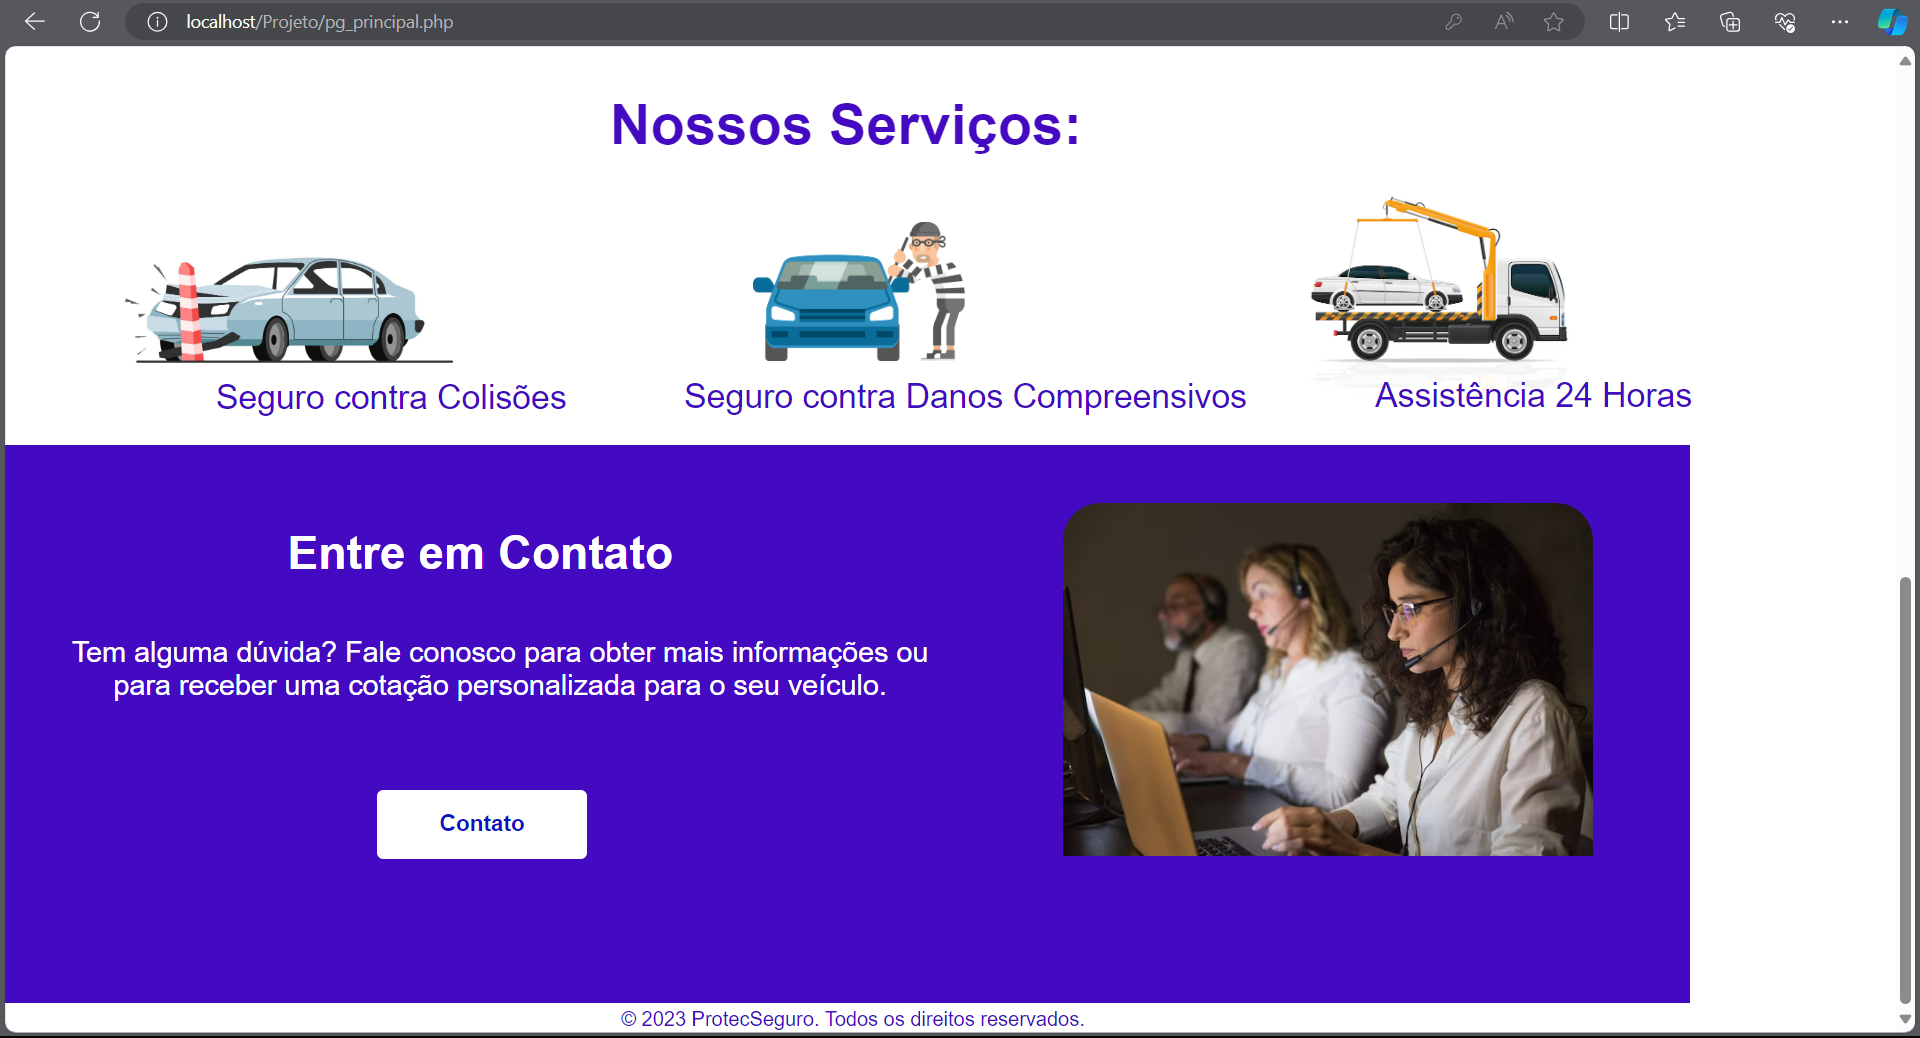 localhost/Projeto/pg_principal.php
Nossos Serviços:
Seguro contra Colisões
Seguro contra Danos Compreensivos
Assistência 24 Horas
Entre em Contato
Tem alguma dúvida? Fale conosco para obter mais informações ou
para receber uma cotação personalizada para o seu veículo.
Contato
© 2023 ProtecSeguro. Todos os direitos reservados.